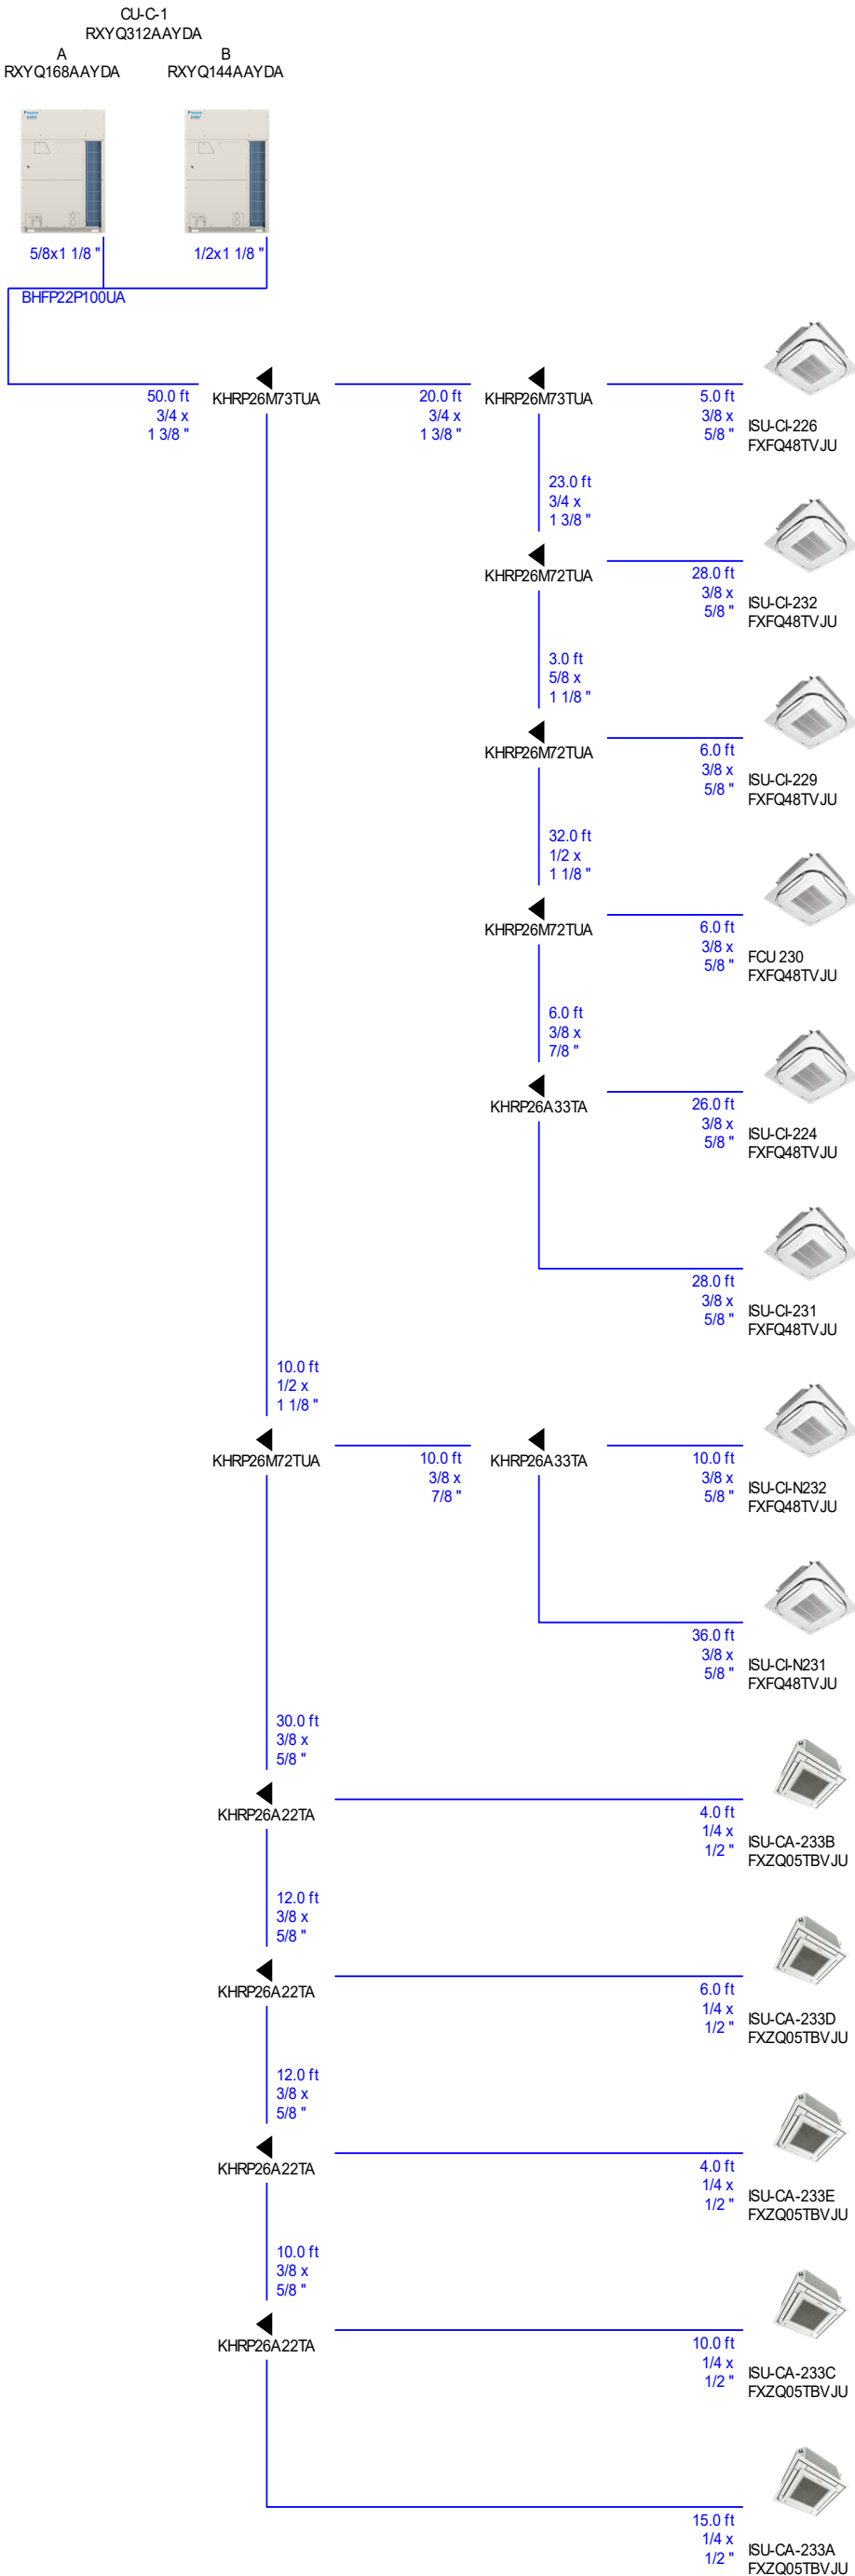 CU-C-1
RXYQ312AAYDA
A
RXYQ168AAYDA
B
RXYQ144AAYDA
5/8x1 1/8 "
1/2x1 1/8 "
BHFP22P100UA
50.0 ft
3/4 x
1 3/8 "
KHRP26M73TUA
20.0 ft
3/4 x
1 3/8 "
KHRP26M73TUA
5.0 ft
3/8 x
5/8 "
ISU-CI-226
FXFQ48TVJU
23.0 ft
3/4 x
1 3/8 "
KHRP26M72TUA
28.0 ft
3/8 x
5/8 "
ISU-CI-232
FXFQ48TVJU
3.0 ft
5/8 x
1 1/8 "
KHRP26M72TUA
6.0 ft
3/8 x
5/8 "
ISU-CI-229
FXFQ48TVJU
32.0 ft
1/2 x
1 1/8 "
KHRP26M72TUA
6.0 ft
3/8 x
5/8 "
FCU 230
FXFQ48TVJU
6.0 ft
3/8 x
7/8 "
KHRP26A33TA
26.0 ft
3/8 x
5/8 "
ISU-CI-224
FXFQ48TVJU
28.0 ft
3/8 x
5/8 "
ISU-CI-231
FXFQ48TVJU
10.0 ft
1/2 x
1 1/8 "
KHRP26M72TUA
10.0 ft
3/8 x
7/8 "
KHRP26A33TA
10.0 ft
3/8 x
5/8 "
ISU-CI-N232
FXFQ48TVJU
36.0 ft
3/8 x
5/8 "
ISU-CI-N231
FXFQ48TVJU
30.0 ft
3/8 x
5/8 "
KHRP26A22TA
4.0 ft
1/4 x
1/2 "
ISU-CA-233B
FXZQ05TBVJU
12.0 ft
3/8 x
5/8 "
KHRP26A22TA
6.0 ft
1/4 x
1/2 "
ISU-CA-233D
FXZQ05TBVJU
12.0 ft
3/8 x
5/8 "
KHRP26A22TA
4.0 ft
1/4 x
1/2 "
ISU-CA-233E
FXZQ05TBVJU
10.0 ft
3/8 x
5/8 "
KHRP26A22TA
10.0 ft
1/4 x
1/2 "
ISU-CA-233C
FXZQ05TBVJU
15.0 ft
1/4 x
1/2 "
ISU-CA-233A
FXZQ05TBVJU